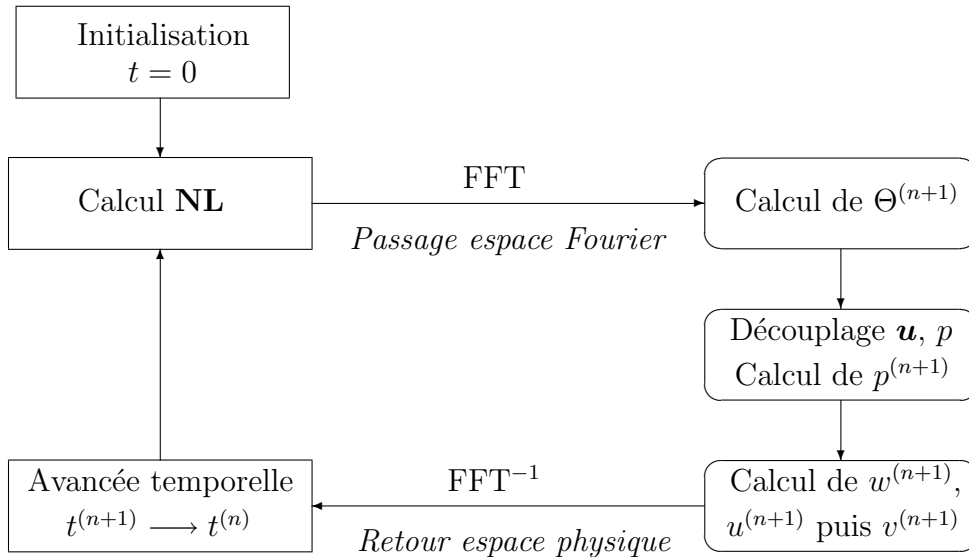 Initialisation
t = 0
Calcul NL
FFT
Passage espace Fourier
Calcul de Θ^(n+1)
Découplage u, p
Calcul de p^(n+1)
Calcul de w^(n+1),
u^(n+1) puis v^(n+1)
FFT^−1
Retour espace physique
Avancée temporelle
t^(n+1) ⟶ t^(n)